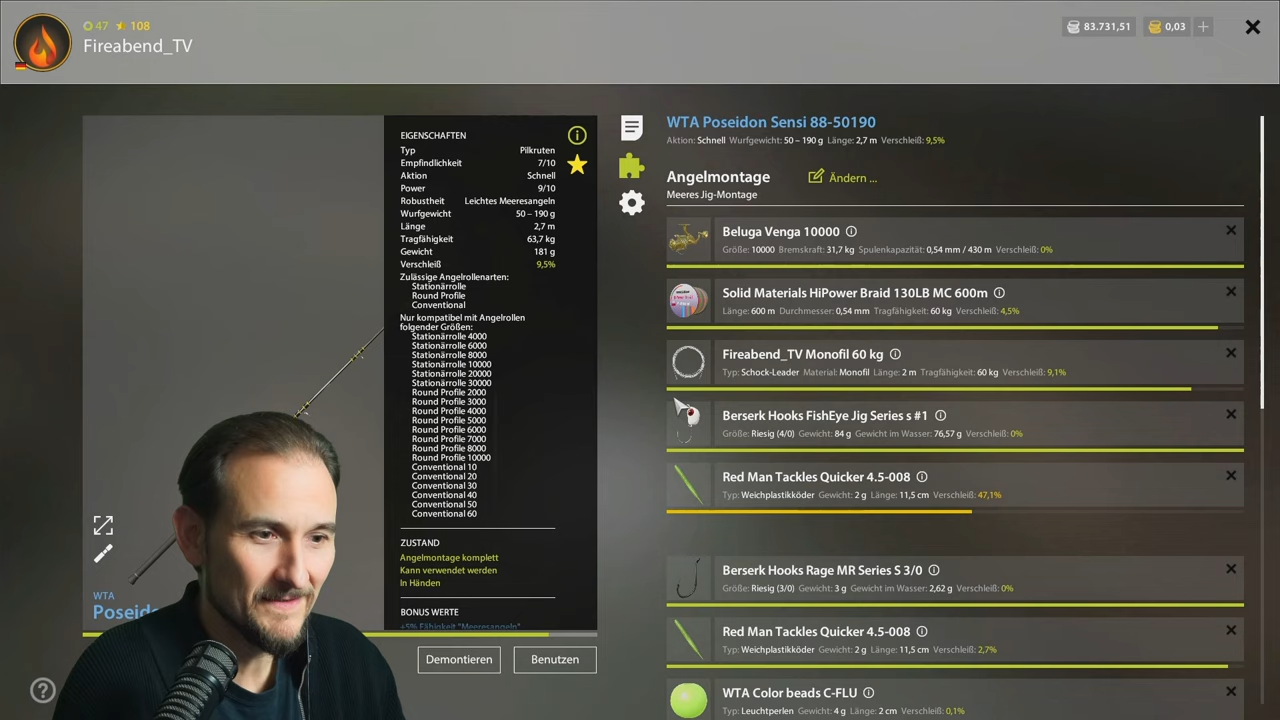 47 108
Fireabend_TV
83.731,51
0,03
EIGENSCHAFTEN
Typ Pilkruten
Empfindlichkeit 7/10
Aktion Schnell
Power 9/10
Robustheit Leichtes Meeresangeln
Wurfgewicht 50 – 190 g
Länge 2,7 m
Tragfähigkeit 63,7 kg
Gewicht 181 g
Verschleiß 9,5%
Zulässige Angelrollenarten:
Stationärrolle
Round Profile
Conventional
Nur kompatibel mit Angelrollen
folgender Größen:
Stationärrolle 4000
Stationärrolle 6000
Stationärrolle 8000
Stationärrolle 10000
Stationärrolle 20000
Stationärrolle 30000
Round Profile 2000
Round Profile 3000
Round Profile 4000
Round Profile 5000
Round Profile 6000
Round Profile 7000
Round Profile 8000
Round Profile 10000
Conventional 10
Conventional 20
Conventional 30
Conventional 40
Conventional 50
Conventional 60
ZUSTAND
Angelmontage komplett
Kann verwendet werden
In Händen
BONUS WERTE
+5% Fähigkeit "Meeresangeln"
WTA
Poseid
Demontieren
Benutzen
?
WTA Poseidon Sensi 88-50190
Aktion: Schnell Wurfgewicht: 50 – 190 g Länge: 2,7 m Verschleiß: 9,5%
Angelmontage
Ändern ...
Meeres Jig-Montage
Beluga Venga 10000
Größe: 10000 Bremskraft: 31,7 kg Spulenkapazität: 0,54 mm / 430 m Verschleiß: 0%
Solid Materials HiPower Braid 130LB MC 600m
Länge: 600 m Durchmesser: 0,54 mm Tragfähigkeit: 60 kg Verschleiß: 4,5%
Fireabend_TV Monofil 60 kg
Typ: Schock-Leader Material: Monofil Länge: 2 m Tragfähigkeit: 60 kg Verschleiß: 9,1%
Berserk Hooks FishEye Jig Series s #1
Größe: Riesig (4/0) Gewicht: 84 g Gewicht im Wasser: 76,57 g Verschleiß: 0%
Red Man Tackles Quicker 4.5-008
Typ: Weichplastikköder Gewicht: 2 g Länge: 11,5 cm Verschleiß: 47,1%
Berserk Hooks Rage MR Series S 3/0
Größe: Riesig (3/0) Gewicht: 3 g Gewicht im Wasser: 2,62 g Verschleiß: 0%
Red Man Tackles Quicker 4.5-008
Typ: Weichplastikköder Gewicht: 2 g Länge: 11,5 cm Verschleiß: 2,7%
WTA Color beads C-FLU
Typ: Leuchtperlen Gewicht: 4 g Länge: 2 cm Verschleiß: 0,1%